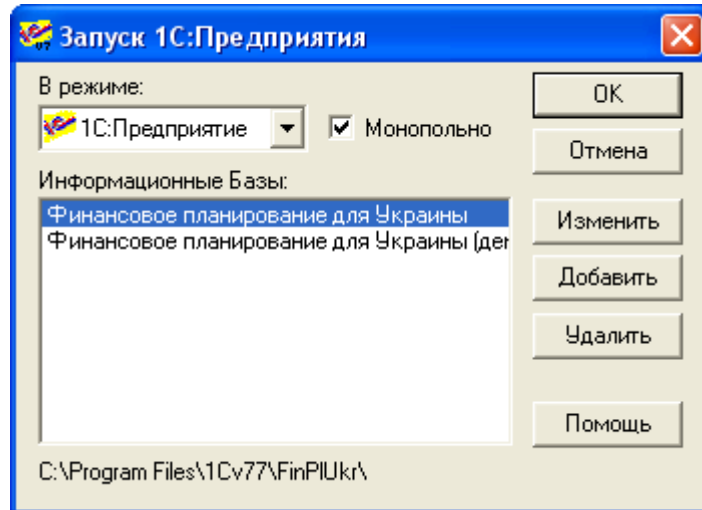 Запуск 1С:Предприятия
В режиме:
1С:Предприятие
Монопольно
Информационные Базы:
Финансовое планирование для Украины
Финансовое планирование для Украины (дег
C:\Program Files\1Cv77\FinPlUkr\
OK
Отмена
Изменить
Добавить
Удалить
Помощь